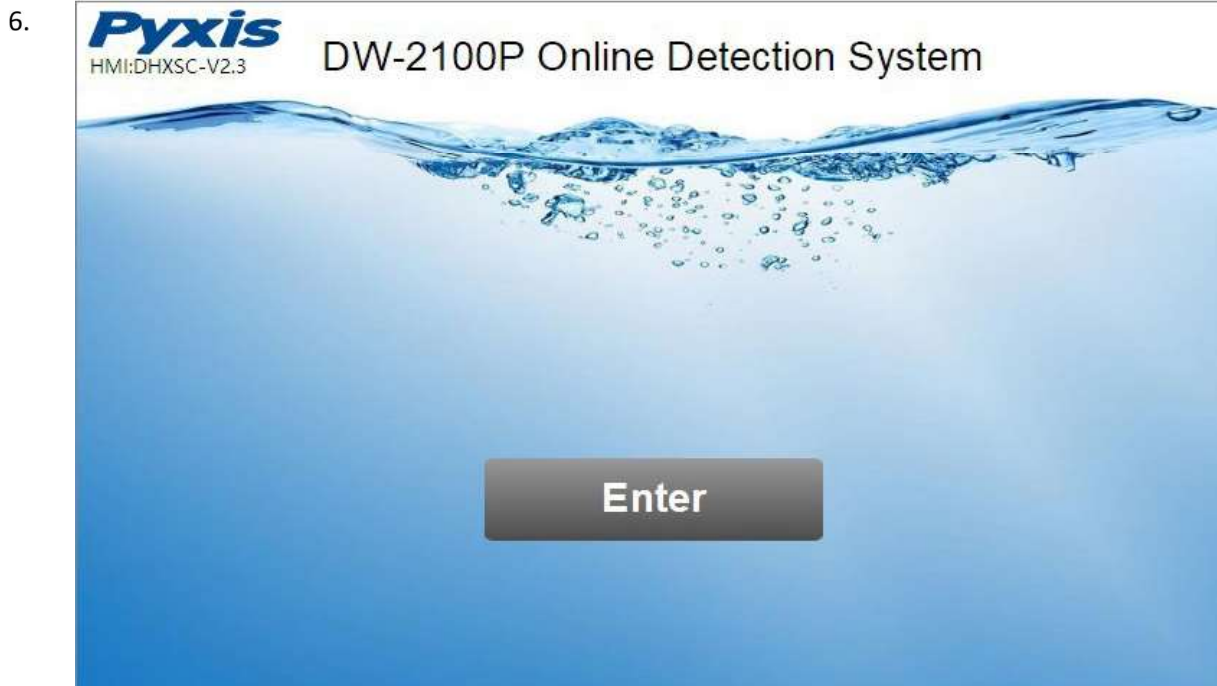 6.
Pyxis
HMI:DHXSC-V2.3
DW-2100P Online Detection System
Enter